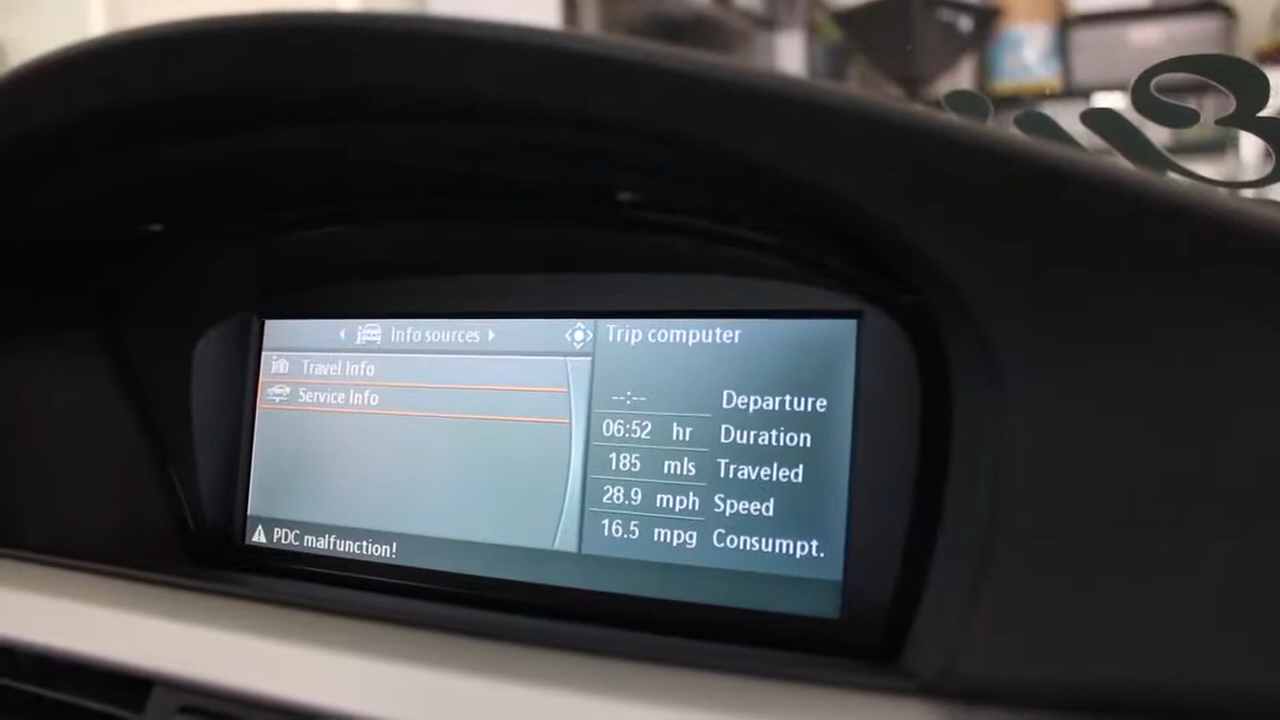 Info sources
Travel Info
Service Info
PDC malfunction!
Trip computer
--:-- Departure
06:52 hr Duration
185 mls Traveled
28.9 mph Speed
16.5 mpg Consumpt.